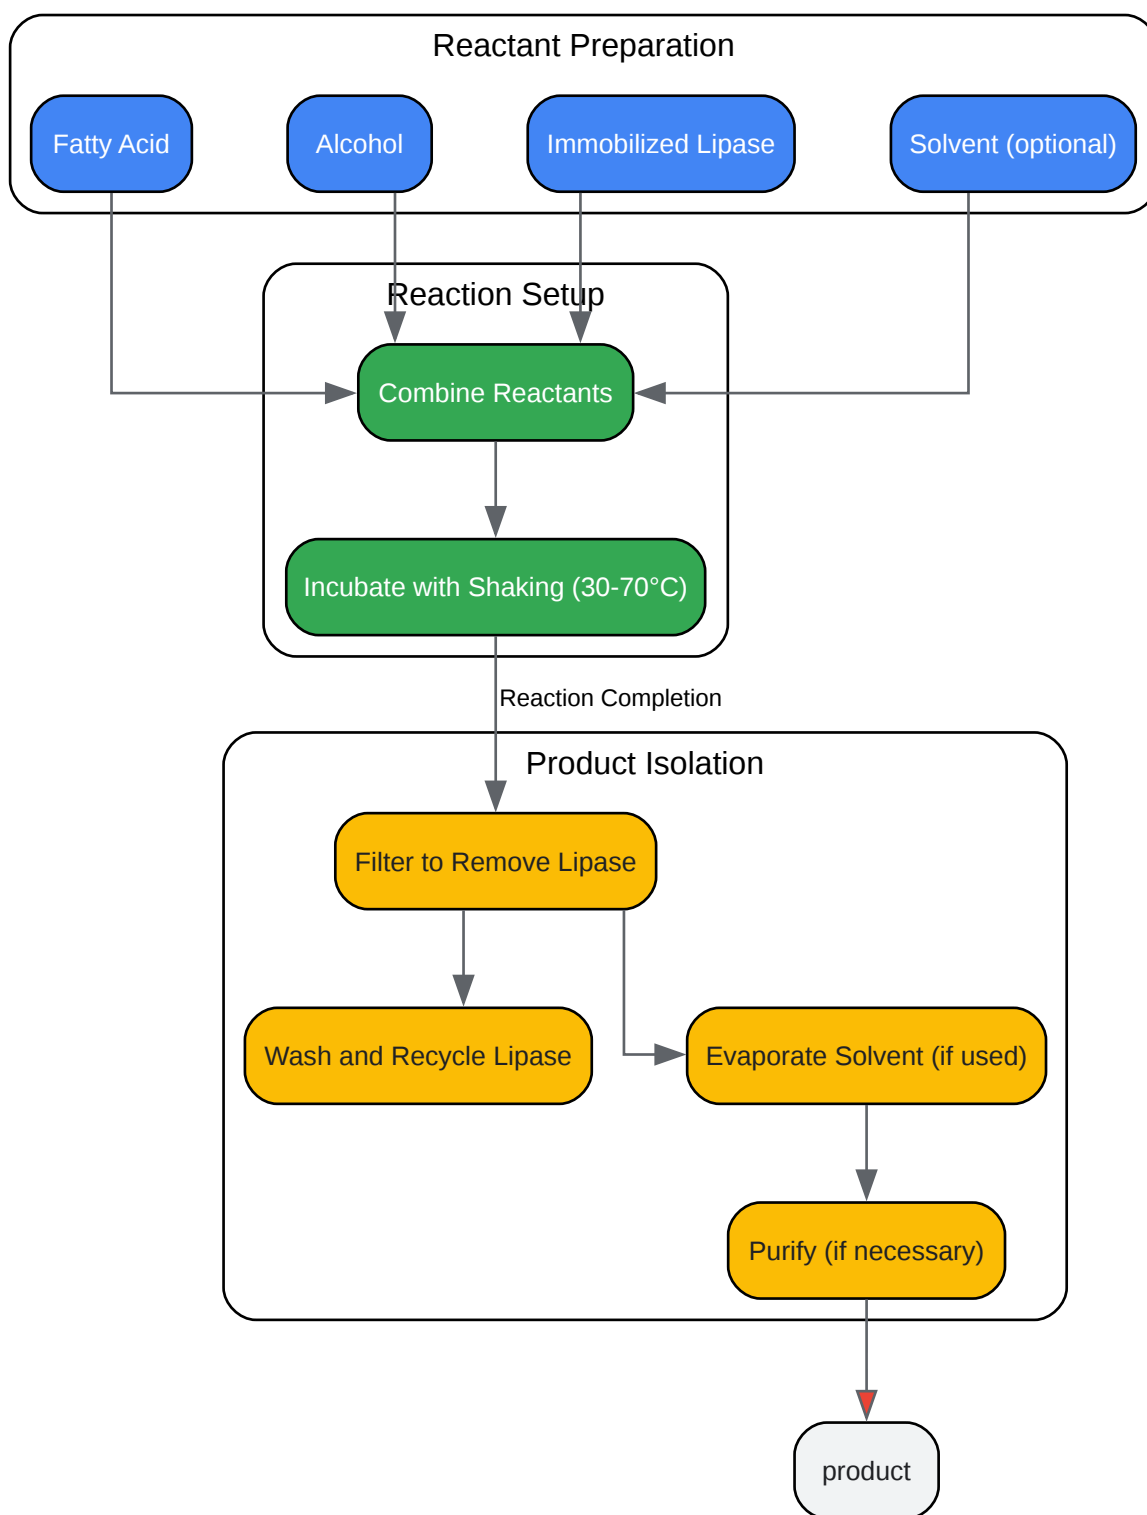 Reactant Preparation
Fatty Acid
Alcohol
Immobilized Lipase
Solvent (optional)
Reaction Setup
Combine Reactants
Incubate with Shaking (30-70°C)
Reaction Completion
Product Isolation
Filter to Remove Lipase
Wash and Recycle Lipase
Evaporate Solvent (if used)
Purify (if necessary)
product